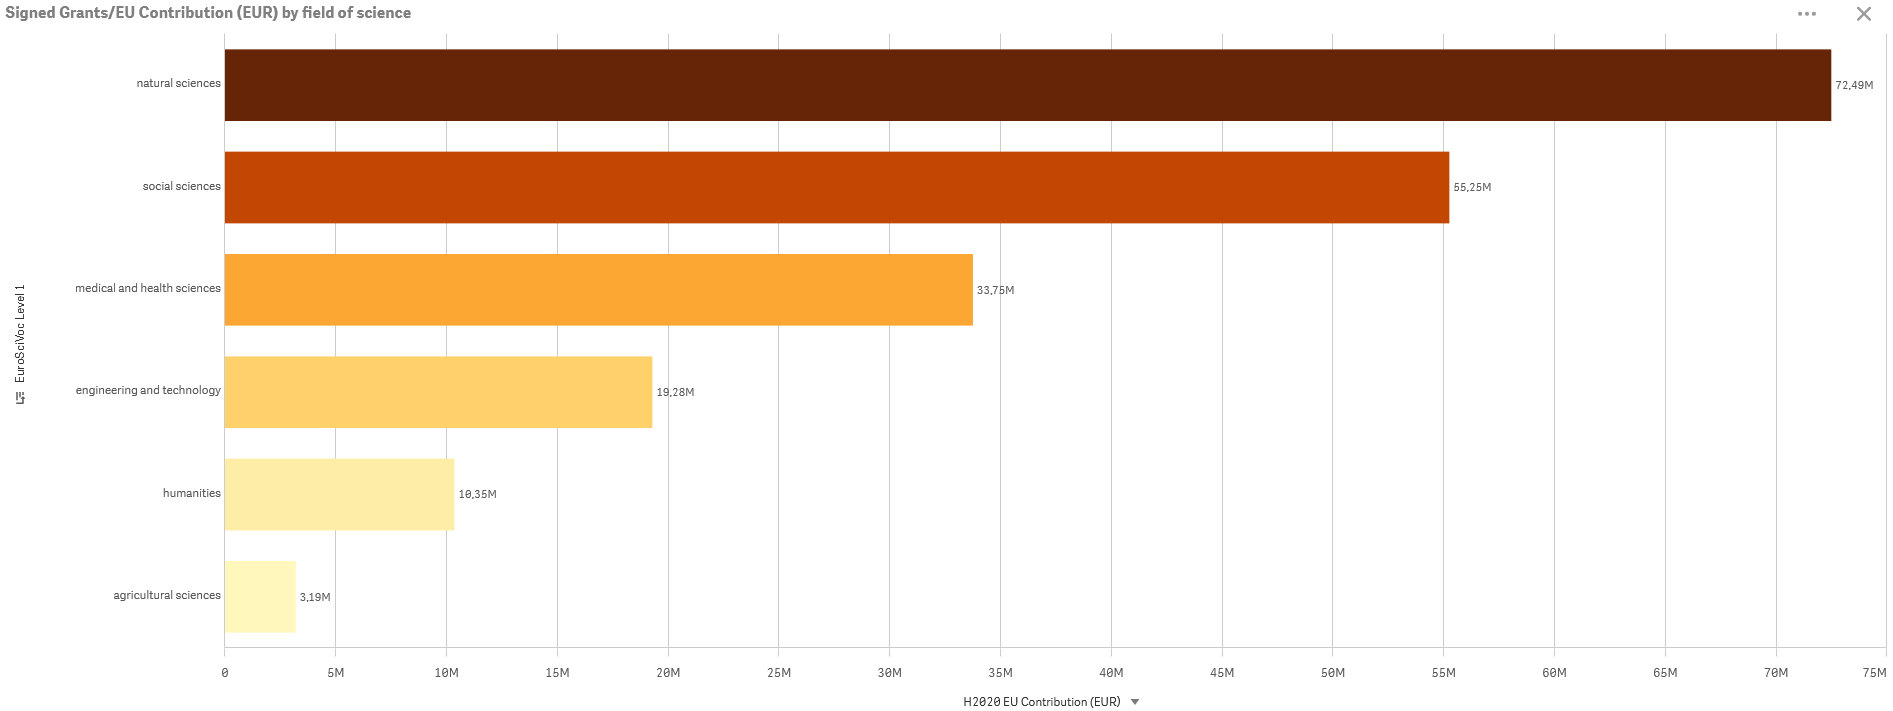 Signed Grants/EU Contribution (EUR) by field of science
natural sciences
72,49M
social sciences
55,25M
medical and health sciences
33,75M
engineering and technology
19,28M
humanities
10,35M
agricultural sciences
3,19M
EuroSciVoc Level 1
0 5M 10M 15M 20M 25M 30M 35M 40M 45M 50M 55M 60M 65M 70M 75M
H2020 EU Contribution (EUR)